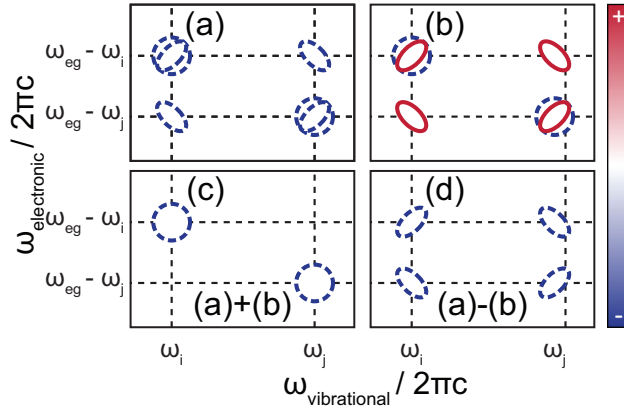 (a) (b) +
ω_eg - ω_i
ω_eg - ω_j
(c) (d)
ω_eg - ω_i
ω_eg - ω_j
(a)+(b) (a)-(b) -
ω_electronic / 2πc
ω_i ω_j ω_i ω_j
ω_vibrational / 2πc